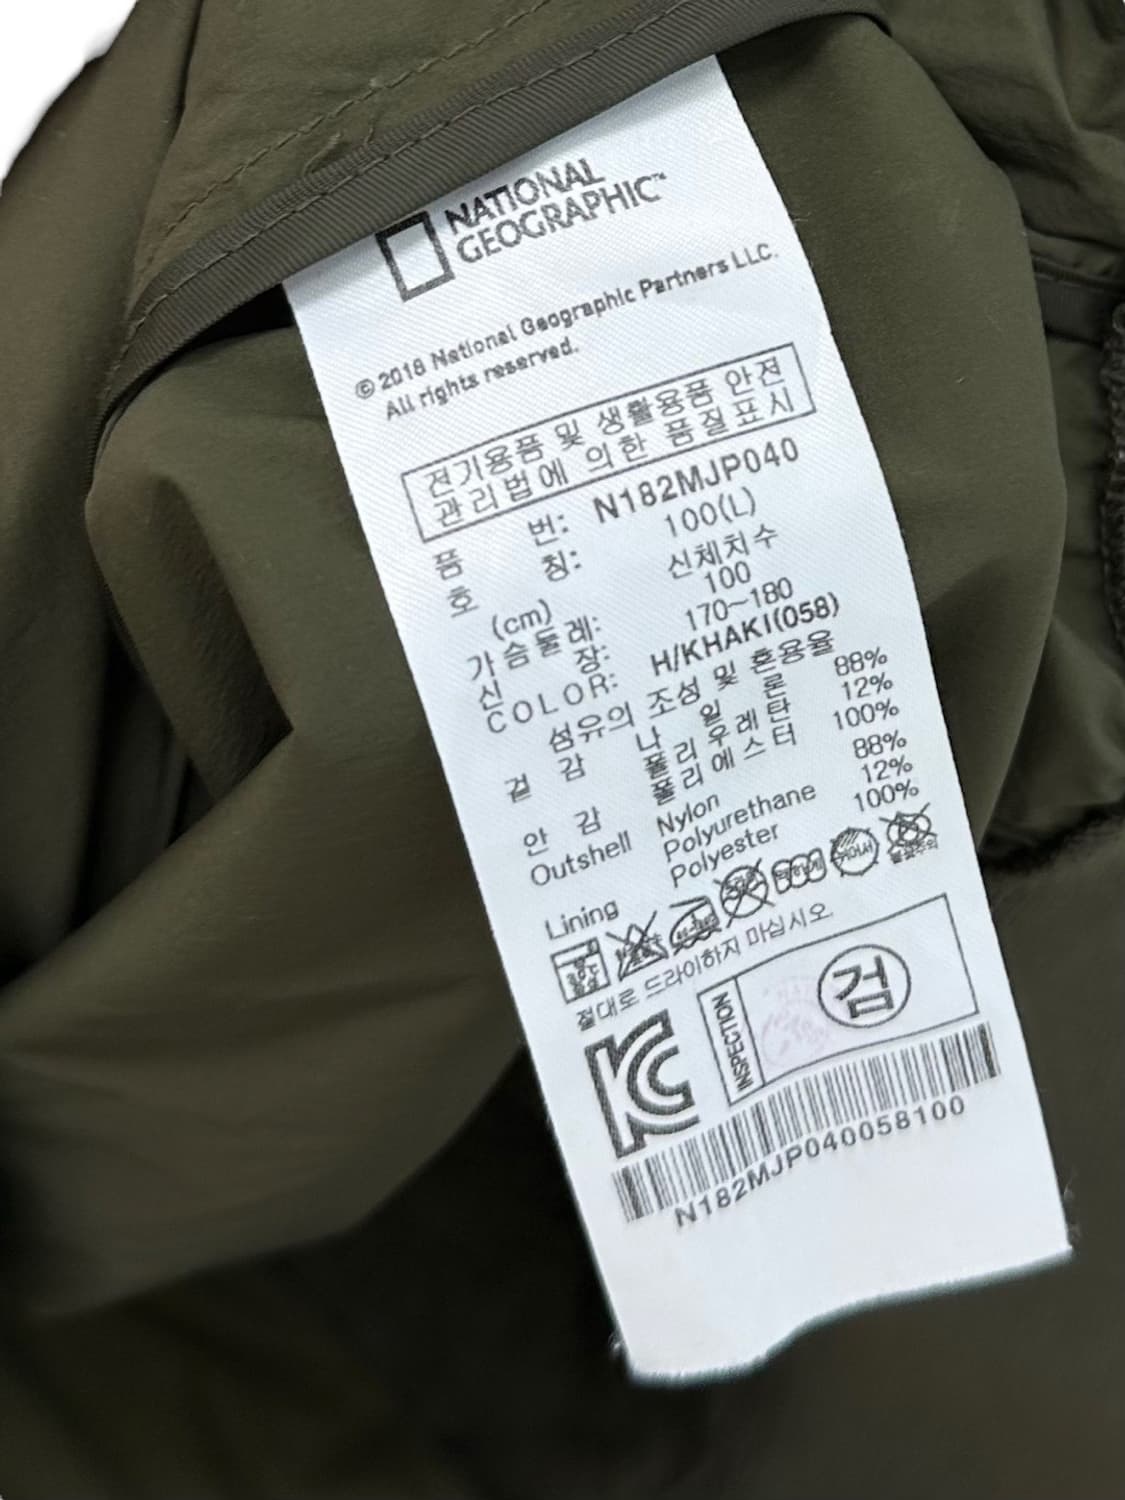 NATIONAL
GEOGRAPHIC™
© 2018 National Geographic Partners LLC.
All rights reserved.
전기용품 및 생활용품 안전
관리법에 의한 품질표시
품 번: N182MJP040
호 칭: 100(L)
(cm) 신체치수
가슴둘레: 100
신 장: 170~180
COLOR: H/KHAKI(058)
섬유의 조성 및 혼용율
겉 감 나 일 론 88%
폴리우레탄 12%
안 감 폴리에스터 100%
Outshell Nylon 88%
Polyurethane 12%
Lining Polyester 100%
절대로 드라이하지 마십시오.
KC
INSPECTION
검
N182MJP040058100